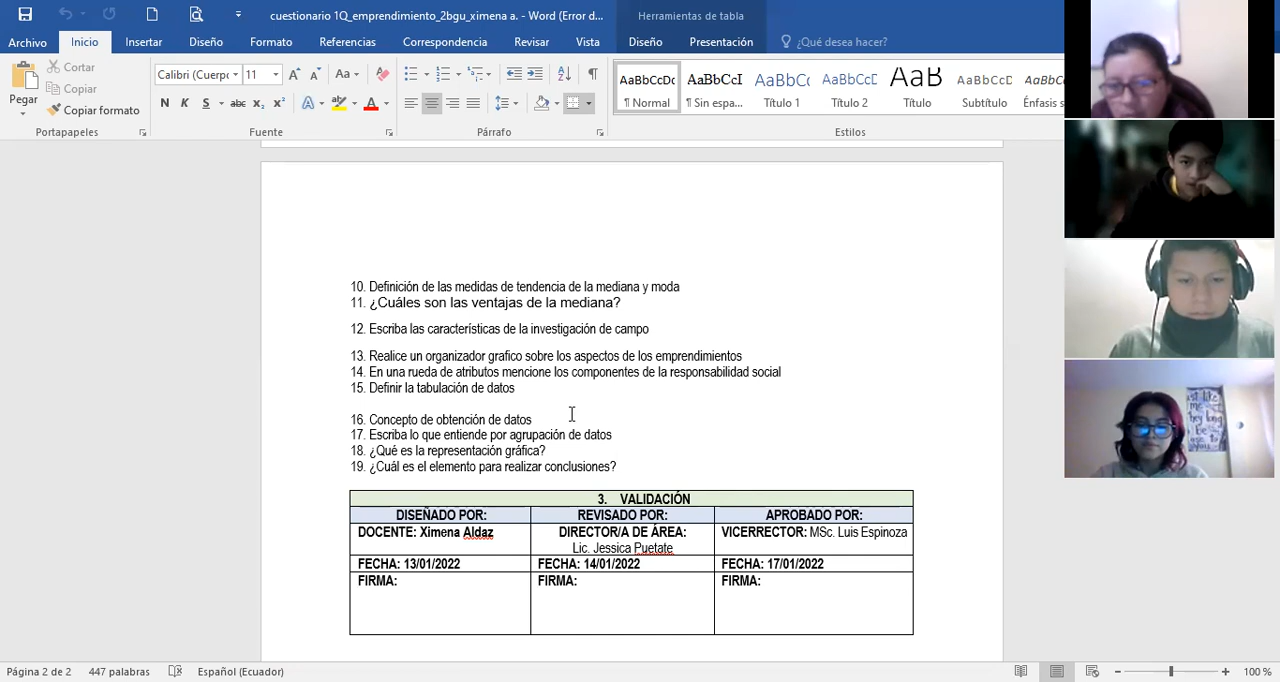 cuestionario 1Q_emprendimiento_2bgu_ximena a. - Word (Error d...
Herramientas de tabla
Archivo Inicio Insertar Diseño Formato Referencias Correspondencia Revisar Vista Diseño Presentación ¿Qué desea hacer?
Pegar
Cortar
Copiar
Copiar formato
Portapapeles
Calibri (Cuerpo 11
Fuente
Párrafo
AaBbCcDc AaBbCcI AaBbCc AaBbCcD AaB AaBbCcD AaBbCc
¶ Normal ¶ Sin espa... Título 1 Título 2 Título Subtítulo Énfasis s
Estilos
10. Definición de las medidas de tendencia de la mediana y moda
11. ¿Cuáles son las ventajas de la mediana?
12. Escriba las características de la investigación de campo
13. Realice un organizador grafico sobre los aspectos de los emprendimientos
14. En una rueda de atributos mencione los componentes de la responsabilidad social
15. Definir la tabulación de datos
16. Concepto de obtención de datos
17. Escriba lo que entiende por agrupación de datos
18. ¿Qué es la representación gráfica?
19. ¿Cuál es el elemento para realizar conclusiones?
3. VALIDACIÓN
DISEÑADO POR: REVISADO POR: APROBADO POR:
DOCENTE: Ximena Aldaz DIRECTOR/A DE ÁREA: VICERRECTOR: MSc. Luis Espinoza
Lic. Jessica Puetate
FECHA: 13/01/2022 FECHA: 14/01/2022 FECHA: 17/01/2022
FIRMA: FIRMA: FIRMA:
Página 2 de 2 447 palabras Español (Ecuador) 100 %